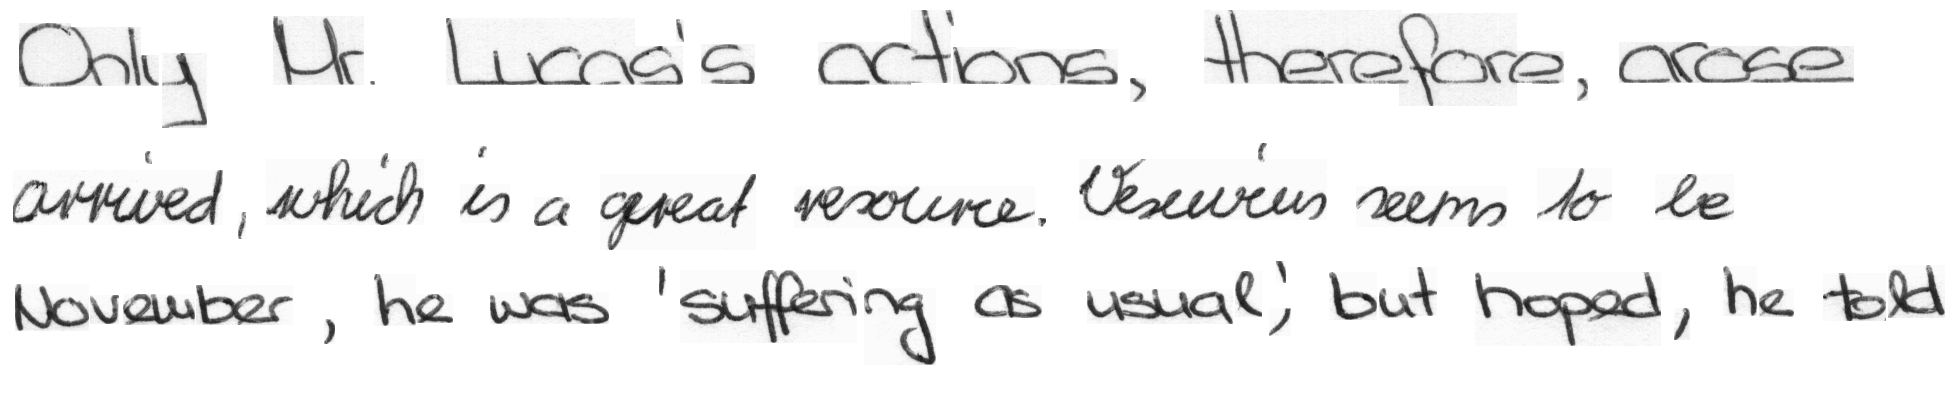 Only Mr. Lucas's actions, therefore, arose
arrived, which is a great resource. Vesuvius seems to be
November, he was 'suffering as usual', but hoped, he told